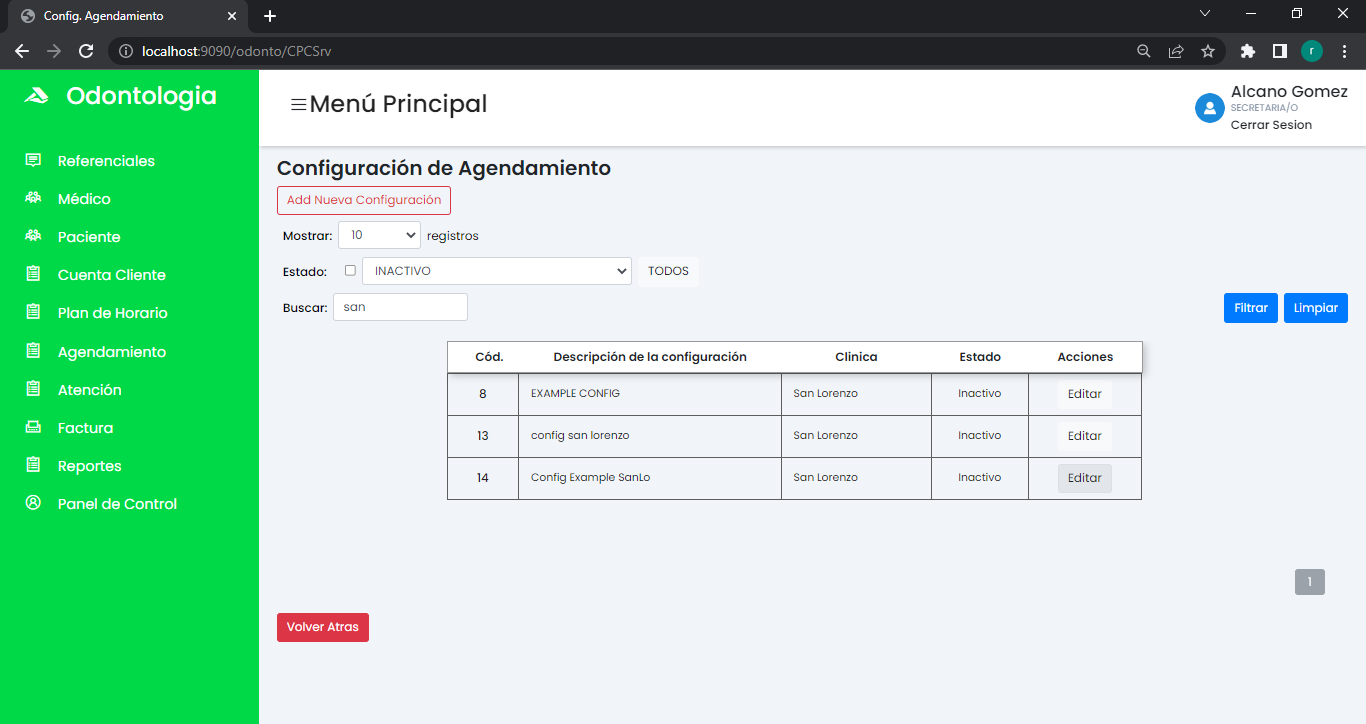 Config. Agendamiento
localhost:9090/odonto/CPCSrv
r
Odontologia
Menú Principal
Alcano Gomez
SECRETARIA/O
Cerrar Sesion
Referenciales
Médico
Paciente
Cuenta Cliente
Plan de Horario
Agendamiento
Atención
Factura
Reportes
Panel de Control
Configuración de Agendamiento
Add Nueva Configuración
Mostrar: 10 registros
Estado: INACTIVO TODOS
Buscar: san Filtrar Limpiar
Cód. Descripción de la configuración Clinica Estado Acciones
8 EXAMPLE CONFIG San Lorenzo Inactivo Editar
13 config san lorenzo San Lorenzo Inactivo Editar
14 Config Example SanLo San Lorenzo Inactivo Editar
1
Volver Atras